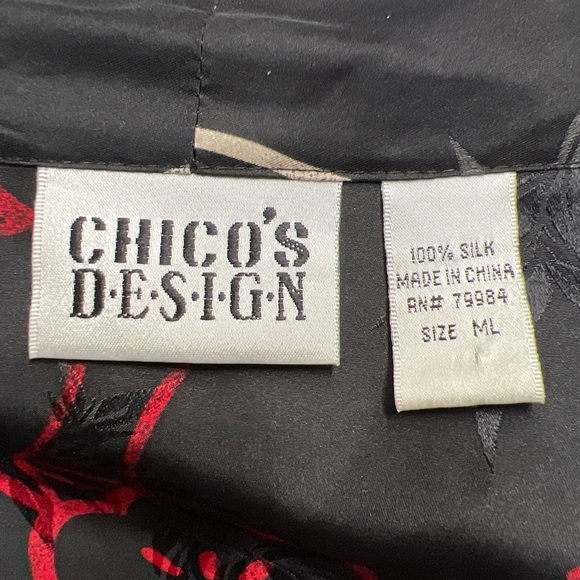 CHICO'S
D·E·S·I·G·N
100% SILK
MADE IN CHINA
RN# 79984
SIZE ML